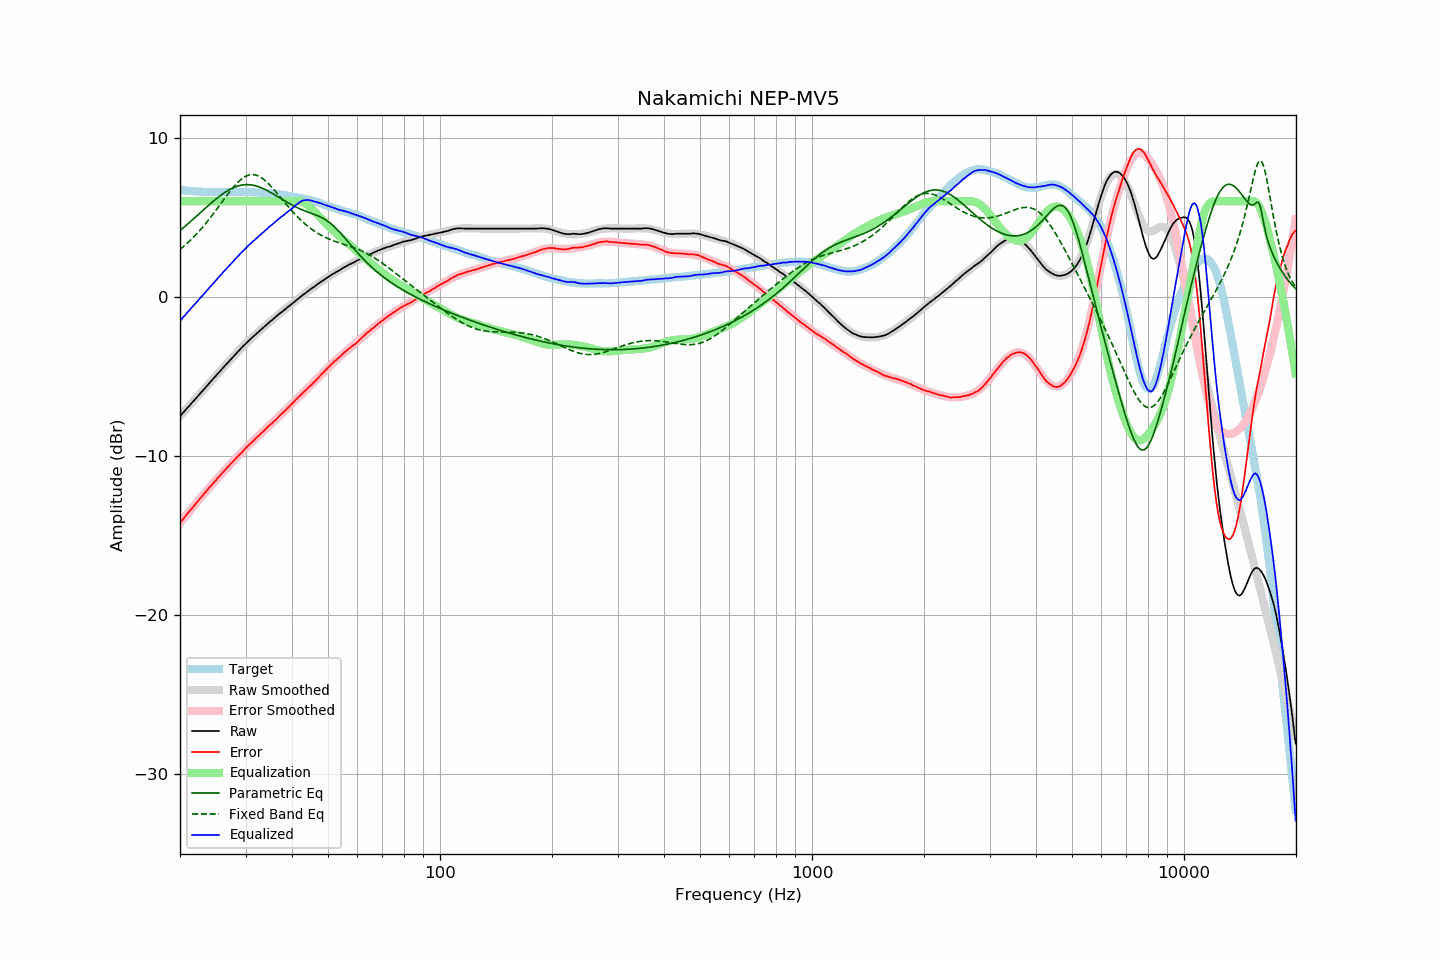 Nakamichi NEP-MV5
10
0
−10
−20
−30
Amplitude (dBr)
Target
Raw Smoothed
Error Smoothed
Raw
Error
Equalization
Parametric Eq
Fixed Band Eq
Equalized
100
1000
10000
Frequency (Hz)